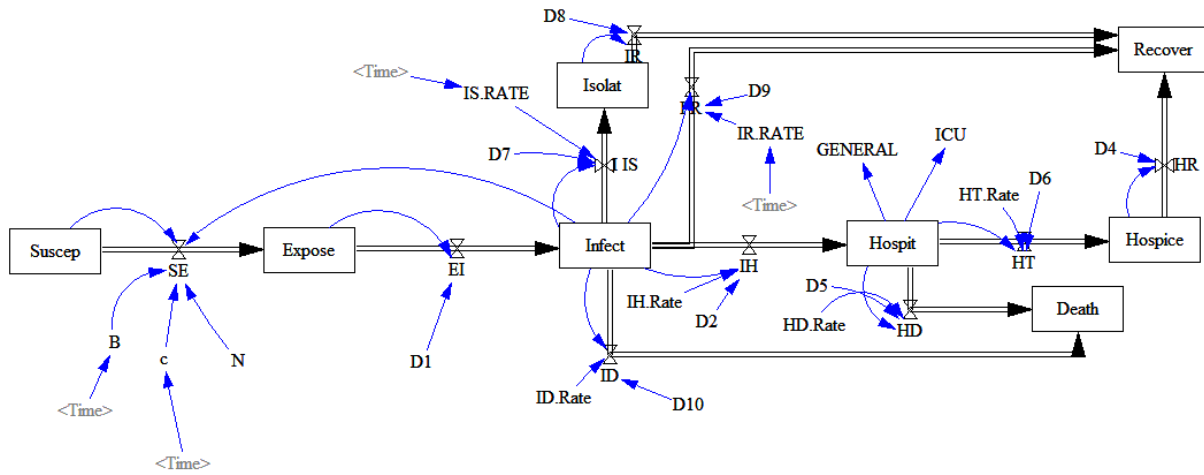 D8
IR
Recover
<Time>
Isolat
IS.RATE
D9
IR.RATE
ICU
GENERAL
D7
I IS
D4
HR
D6
HT.Rate
<Time>
Suscep
Expose
Infect
Hospit
Hospice
SE
EI
IH
HT
IH.Rate
D2
D5
HD.Rate
HD
Death
B
c
N
D1
ID
ID.Rate
D10
<Time>
<Time>